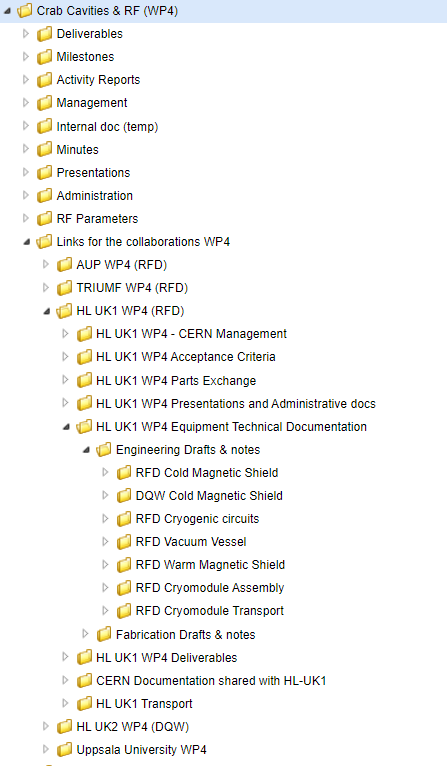 Crab Cavities & RF (WP4)
Deliverables
Milestones
Activity Reports
Management
Internal doc (temp)
Minutes
Presentations
Administration
RF Parameters
Links for the collaborations WP4
AUP WP4 (RFD)
TRIUMF WP4 (RFD)
HL UK1 WP4 (RFD)
HL UK1 WP4 - CERN Management
HL UK1 WP4 Acceptance Criteria
HL UK1 WP4 Parts Exchange
HL UK1 WP4 Presentations and Administrative docs
HL UK1 WP4 Equipment Technical Documentation
Engineering Drafts & notes
RFD Cold Magnetic Shield
DQW Cold Magnetic Shield
RFD Cryogenic circuits
RFD Vacuum Vessel
RFD Warm Magnetic Shield
RFD Cryomodule Assembly
RFD Cryomodule Transport
Fabrication Drafts & notes
HL UK1 WP4 Deliverables
CERN Documentation shared with HL-UK1
HL UK1 Transport
HL UK2 WP4 (DQW)
Uppsala University WP4